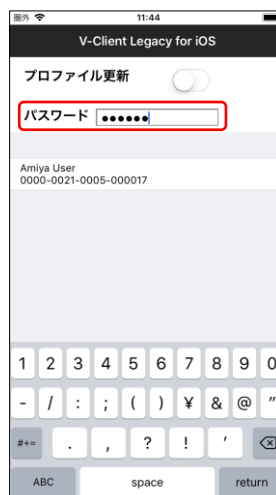 圏外 11:44
V-Client Legacy for iOS
プロファイル更新
パスワード ••••••
Amiya User
0000-0021-0005-000017
1 2 3 4 5 6 7 8 9 0
- / : ; ( ) ¥ & @ "
#+= . , ? ! ′
ABC space return